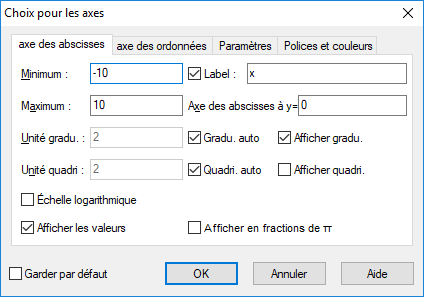 Choix pour les axes
axe des abscisses axe des ordonnées Paramètres Polices et couleurs
Minimum : -10 Label : x
Maximum : 10 Axe des abscisses à y= 0
Unité gradu. : 2 Gradu. auto Afficher gradu.
Unité quadri : 2 Quadri. auto Afficher quadri.
Échelle logarithmique
Afficher les valeurs Afficher en fractions de π
Garder par défaut OK Annuler Aide